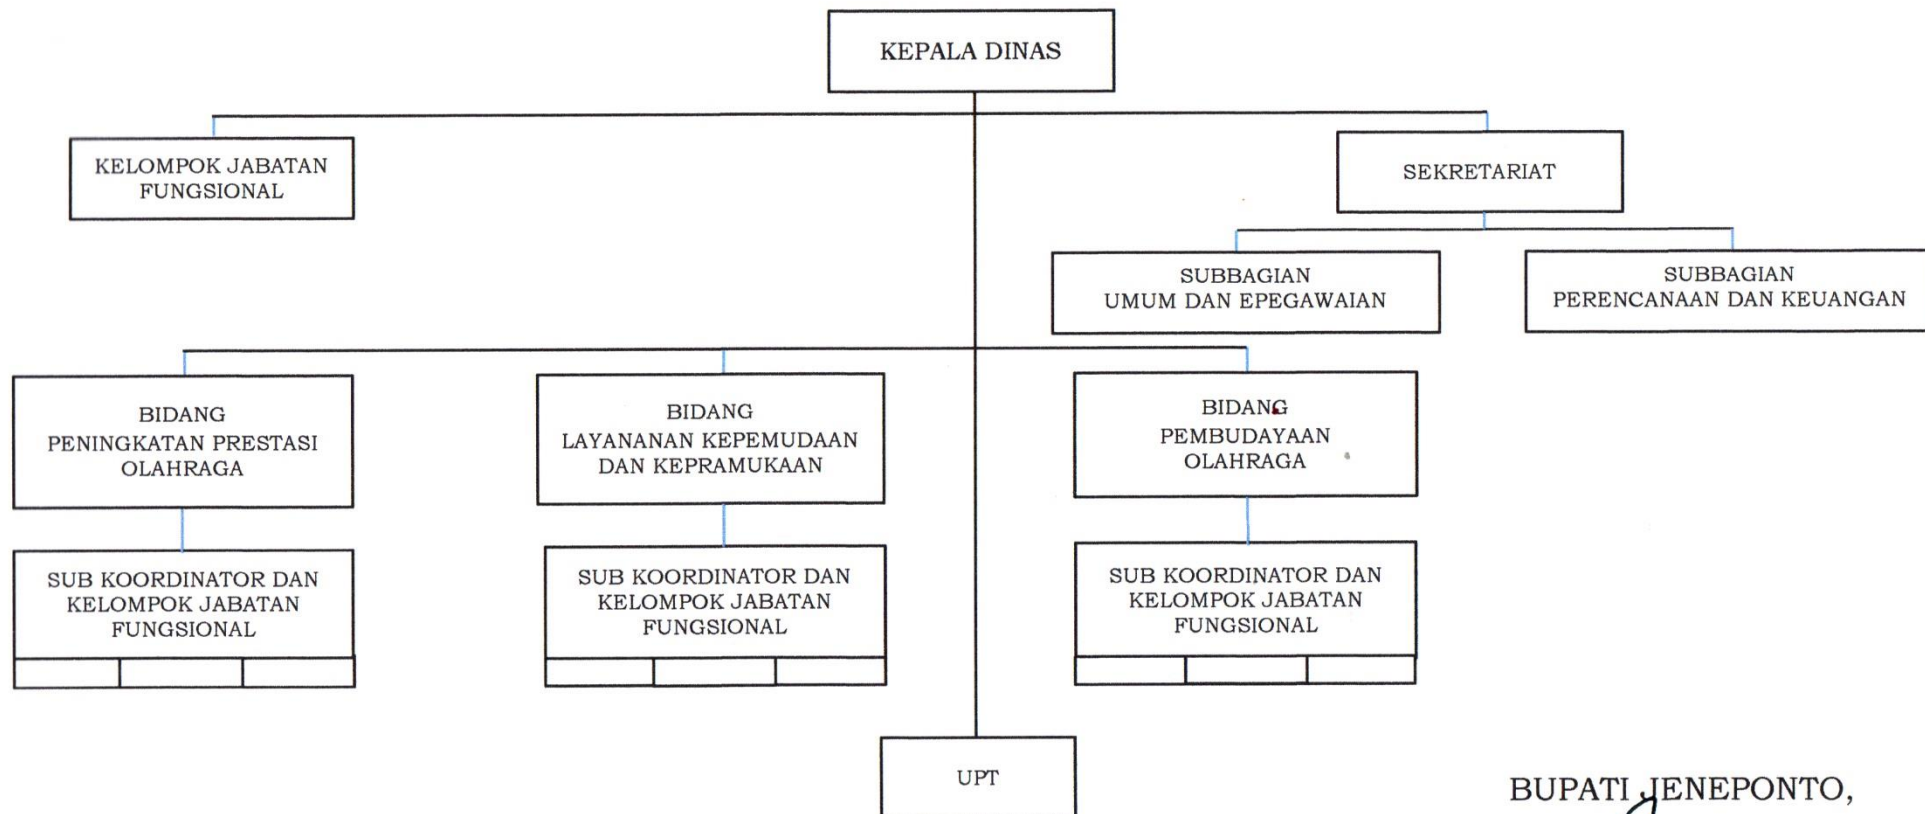 KEPALA DINAS
KELOMPOK JABATAN
FUNGSIONAL
SEKRETARIAT
SUBBAGIAN
UMUM DAN EPEGAWAIAN
SUBBAGIAN
PERENCANAAN DAN KEUANGAN
BIDANG
PENINGKATAN PRESTASI
OLAHRAGA
BIDANG
LAYANANAN KEPEMUDAAN
DAN KEPRAMUKAAN
BIDANG
PEMBUDAYAAN
OLAHRAGA
SUB KOORDINATOR DAN
KELOMPOK JABATAN
FUNGSIONAL
SUB KOORDINATOR DAN
KELOMPOK JABATAN
FUNGSIONAL
SUB KOORDINATOR DAN
KELOMPOK JABATAN
FUNGSIONAL
UPT
BUPATI JENEPONTO,